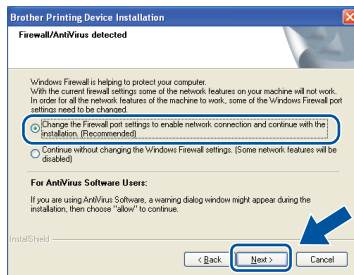 Brother Printing Device Installation
Firewall/AntiVirus detected
Windows Firewall is helping to protect your computer.
With the current firewall settings some of the network features on your machine will not work.
In order for all the network features of the machine to work, some of the Windows Firewall port
settings need to be changed.
Change the Firewall port settings to enable network connection and continue with the
installation. (Recommended)
Continue without changing the Windows Firewall settings. (Some network features will be
disabled)
For AntiVirus Software Users:
If you are using AntiVirus Software, a warning dialog window might appear during the
installation, then choose "allow" to continue.
InstallShield
< Back
Next >
Cancel